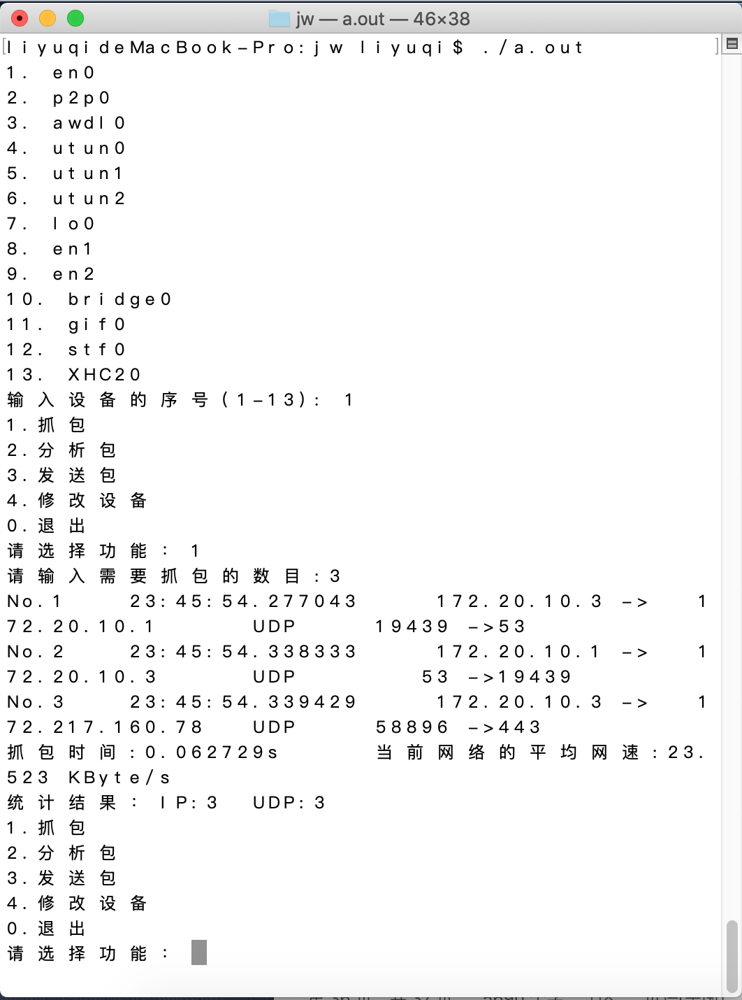 jw — a.out — 46×38
liyuqideMacBook-Pro:jw liyuqi$ ./a.out
1. en0
2. p2p0
3. awdl0
4. utun0
5. utun1
6. utun2
7. lo0
8. en1
9. en2
10. bridge0
11. gif0
12. stf0
13. XHC20
输入设备的序号(1-13): 1
1.抓包
2.分析包
3.发送包
4.修改设备
0.退出
请选择功能: 1
请输入需要抓包的数目:3
No.1 23:45:54.277043 172.20.10.3 -> 1
72.20.10.1 UDP 19439 ->53
No.2 23:45:54.338333 172.20.10.1 -> 1
72.20.10.3 UDP 53 ->19439
No.3 23:45:54.339429 172.20.10.3 -> 1
72.217.160.78 UDP 58896 ->443
抓包时间:0.062729s 当前网络的平均网速:23.
523 KByte/s
统计结果: IP:3 UDP:3
1.抓包
2.分析包
3.发送包
4.修改设备
0.退出
请选择功能: